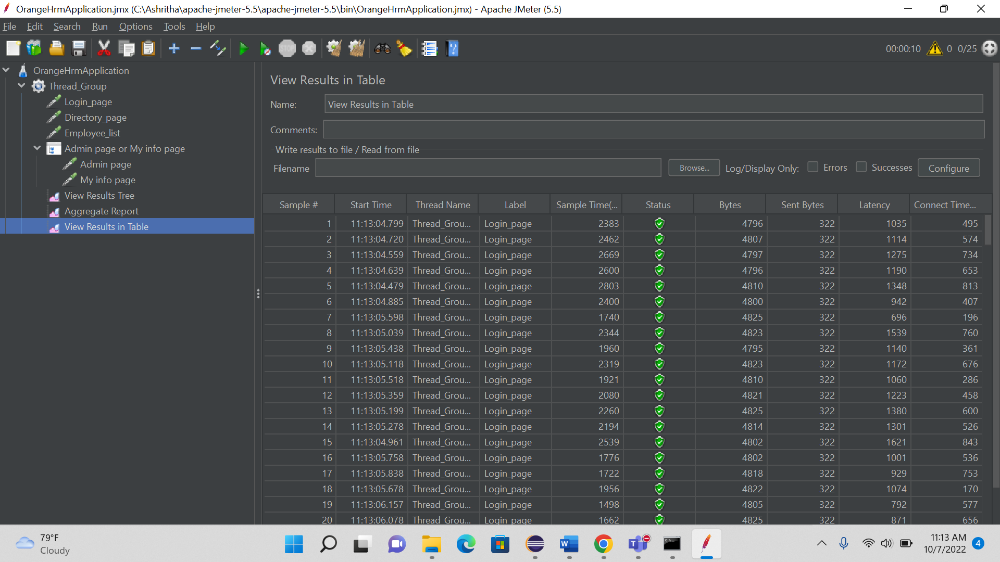 OrangeHrmApplication.jmx (C:\Ashritha\apache-jmeter-5.5\apache-jmeter-5.5\bin\OrangeHrmApplication.jmx) - Apache JMeter (5.5)
File Edit Search Run Options Tools Help
STOP 00:00:10 0 0/25
OrangeHrmApplication
Thread_Group
Login_page
Directory_page
Employee_list
Admin page or My info page
Admin page
My info page
View Results Tree
Aggregate Report
View Results in Table
View Results in Table
Name: View Results in Table
Comments:
Write results to file / Read from file
Filename Browse... Log/Display Only: Errors Successes Configure
Sample # Start Time Thread Name Label Sample Time(... Status Bytes Sent Bytes Latency Connect Time...
1 11:13:04.799 Thread_Grou... Login_page 2383 4796 322 1035 495
2 11:13:04.720 Thread_Grou... Login_page 2462 4807 322 1114 574
3 11:13:04.559 Thread_Grou... Login_page 2669 4797 322 1275 734
4 11:13:04.639 Thread_Grou... Login_page 2600 4796 322 1190 653
5 11:13:04.479 Thread_Grou... Login_page 2803 4810 322 1348 813
6 11:13:04.885 Thread_Grou... Login_page 2400 4800 322 942 407
7 11:13:05.598 Thread_Grou... Login_page 1740 4825 322 696 196
8 11:13:05.039 Thread_Grou... Login_page 2344 4823 322 1539 760
9 11:13:05.438 Thread_Grou... Login_page 1960 4795 322 1140 361
10 11:13:05.118 Thread_Grou... Login_page 2319 4823 322 1172 676
11 11:13:05.518 Thread_Grou... Login_page 1921 4810 322 1060 286
12 11:13:05.359 Thread_Grou... Login_page 2080 4821 322 1223 458
13 11:13:05.199 Thread_Grou... Login_page 2260 4825 322 1380 600
14 11:13:05.278 Thread_Grou... Login_page 2194 4814 322 1301 526
15 11:13:04.961 Thread_Grou... Login_page 2539 4802 322 1621 843
16 11:13:05.758 Thread_Grou... Login_page 1776 4802 322 1001 536
17 11:13:05.838 Thread_Grou... Login_page 1722 4818 322 929 753
18 11:13:05.678 Thread_Grou... Login_page 1956 4822 322 1074 170
19 11:13:06.157 Thread_Grou... Login_page 1498 4805 322 792 577
20 11:13:06.078 Thread_Grou... Login_page 1662 4825 322 871 656
79°F
Cloudy
11:13 AM
10/7/2022 4